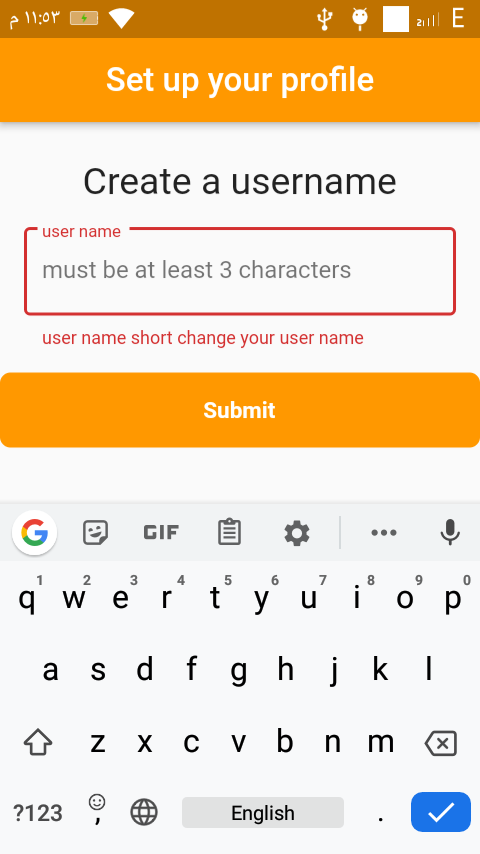 ١١:٥٣ م
E
Set up your profile
Create a username
user name
must be at least 3 characters
user name short change your user name
Submit
G GIF
1 2 3 4 5 6 7 8 9 0
q w e r t y u i o p
a s d f g h j k l
z x c v b n m
?123 , English .